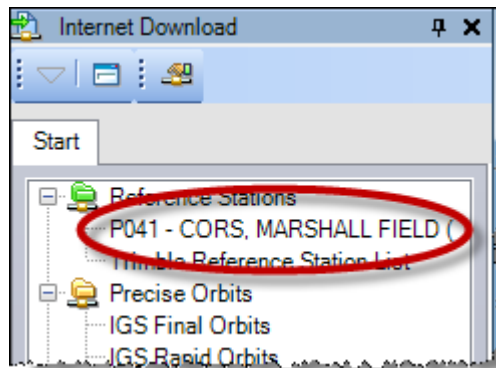 Internet Download
Start
Reference Stations
P041 - CORS, MARSHALL FIELD (
Trimble Reference Station List
Precise Orbits
IGS Final Orbits
IGS Rapid Orbits